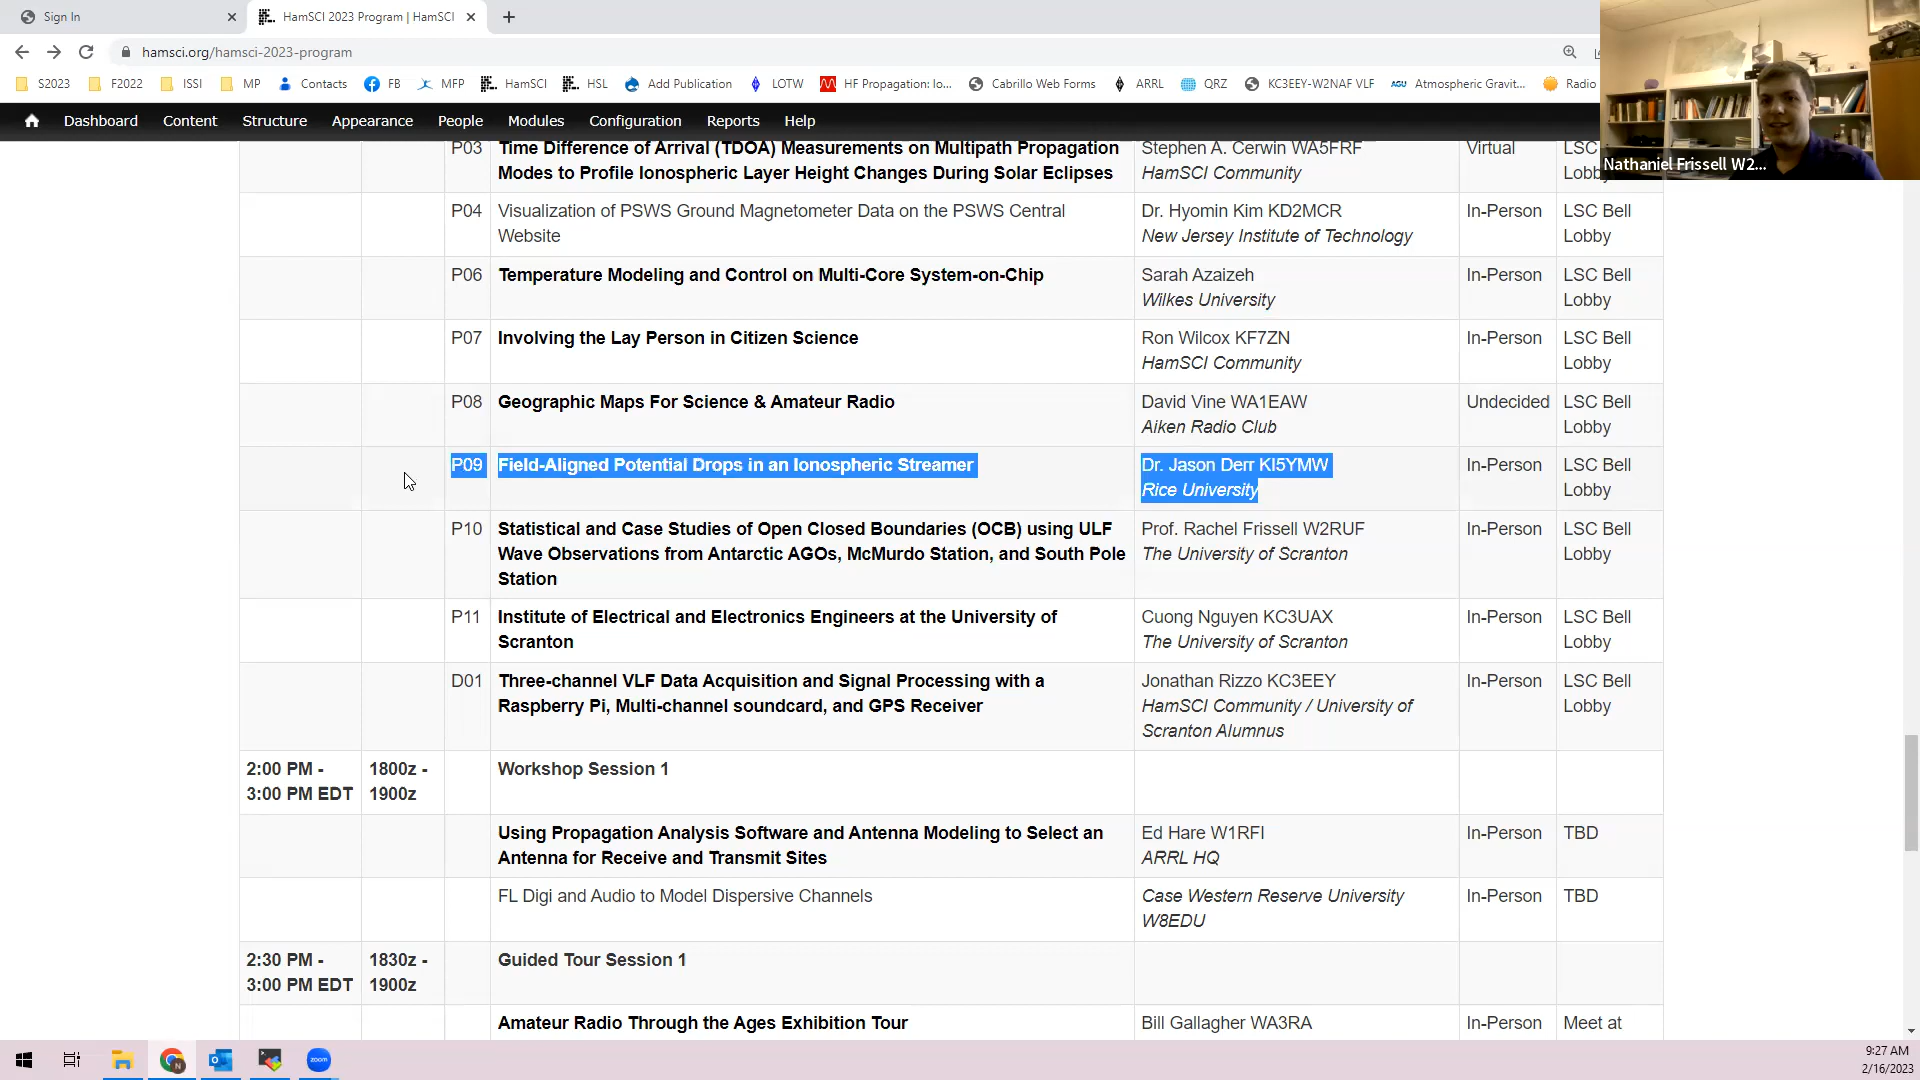 Sign In
HamSCI 2023 Program | HamSCI
hamsci.org/hamsci-2023-program
S2023 F2022 ISSI MP Contacts FB MFP HamSCI HSL Add Publication LOTW HF Propagation: Io... Cabrillo Web Forms ARRL QRZ KC3EEY-W2NAF VLF AGU Atmospheric Gravit... Radio
Nathaniel Frissell W2...
Dashboard Content Structure Appearance People Modules Configuration Reports Help
P03 Time Difference of Arrival (TDOA) Measurements on Multipath Propagation Stephen A. Cerwin WA5FRF Virtual LSC
Modes to Profile Ionospheric Layer Height Changes During Solar Eclipses HamSCI Community Lobby
P04 Visualization of PSWS Ground Magnetometer Data on the PSWS Central Dr. Hyomin Kim KD2MCR In-Person LSC Bell
Website New Jersey Institute of Technology Lobby
P06 Temperature Modeling and Control on Multi-Core System-on-Chip Sarah Azaizeh In-Person LSC Bell
Wilkes University Lobby
P07 Involving the Lay Person in Citizen Science Ron Wilcox KF7ZN In-Person LSC Bell
HamSCI Community Lobby
P08 Geographic Maps For Science & Amateur Radio David Vine WA1EAW Undecided LSC Bell
Aiken Radio Club Lobby
P09 Field-Aligned Potential Drops in an Ionospheric Streamer Dr. Jason Derr KI5YMW In-Person LSC Bell
Rice University Lobby
P10 Statistical and Case Studies of Open Closed Boundaries (OCB) using ULF Prof. Rachel Frissell W2RUF In-Person LSC Bell
Wave Observations from Antarctic AGOs, McMurdo Station, and South Pole The University of Scranton Lobby
Station
P11 Institute of Electrical and Electronics Engineers at the University of Cuong Nguyen KC3UAX In-Person LSC Bell
Scranton The University of Scranton Lobby
D01 Three-channel VLF Data Acquisition and Signal Processing with a Jonathan Rizzo KC3EEY In-Person LSC Bell
Raspberry Pi, Multi-channel soundcard, and GPS Receiver HamSCI Community / University of Lobby
Scranton Alumnus
2:00 PM - 1800z - Workshop Session 1
3:00 PM EDT 1900z
Using Propagation Analysis Software and Antenna Modeling to Select an Ed Hare W1RFI In-Person TBD
Antenna for Receive and Transmit Sites ARRL HQ
FL Digi and Audio to Model Dispersive Channels Case Western Reserve University In-Person TBD
W8EDU
2:30 PM - 1830z - Guided Tour Session 1
3:00 PM EDT 1900z
Amateur Radio Through the Ages Exhibition Tour Bill Gallagher WA3RA In-Person Meet at
zoom
9:27 AM
2/16/2023